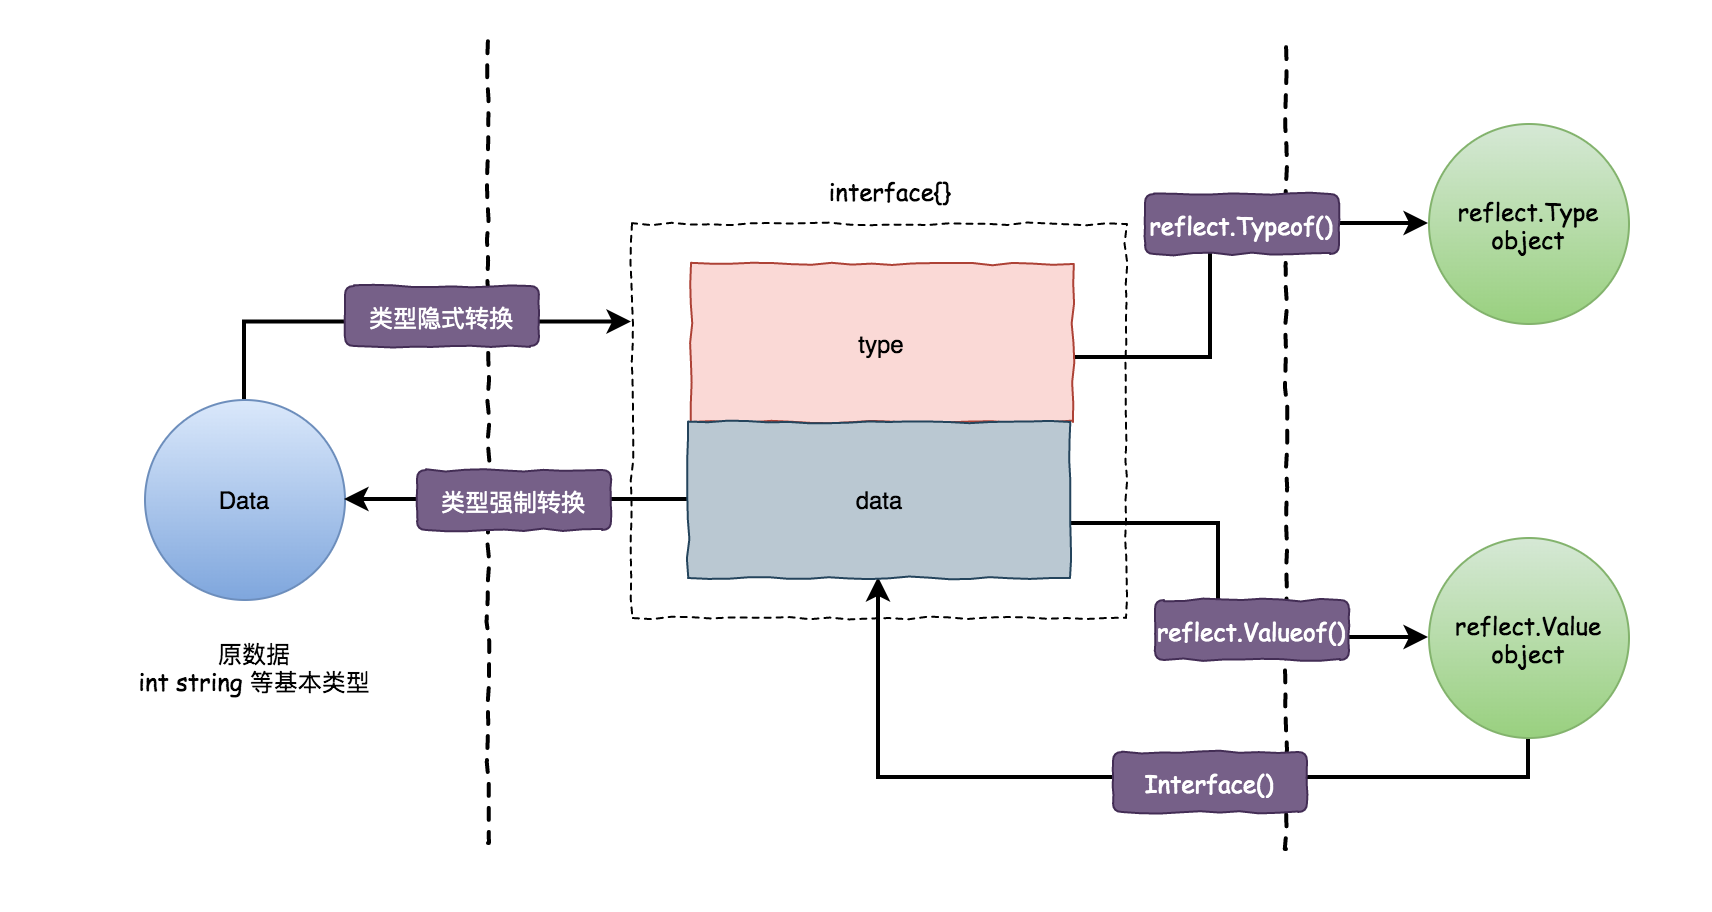 interface{}
reflect.Typeof()
reflect.Type
object
类型隐式转换
type
Data
类型强制转换
data
原数据
int string 等基本类型
reflect.Valueof()
reflect.Value
object
Interface()